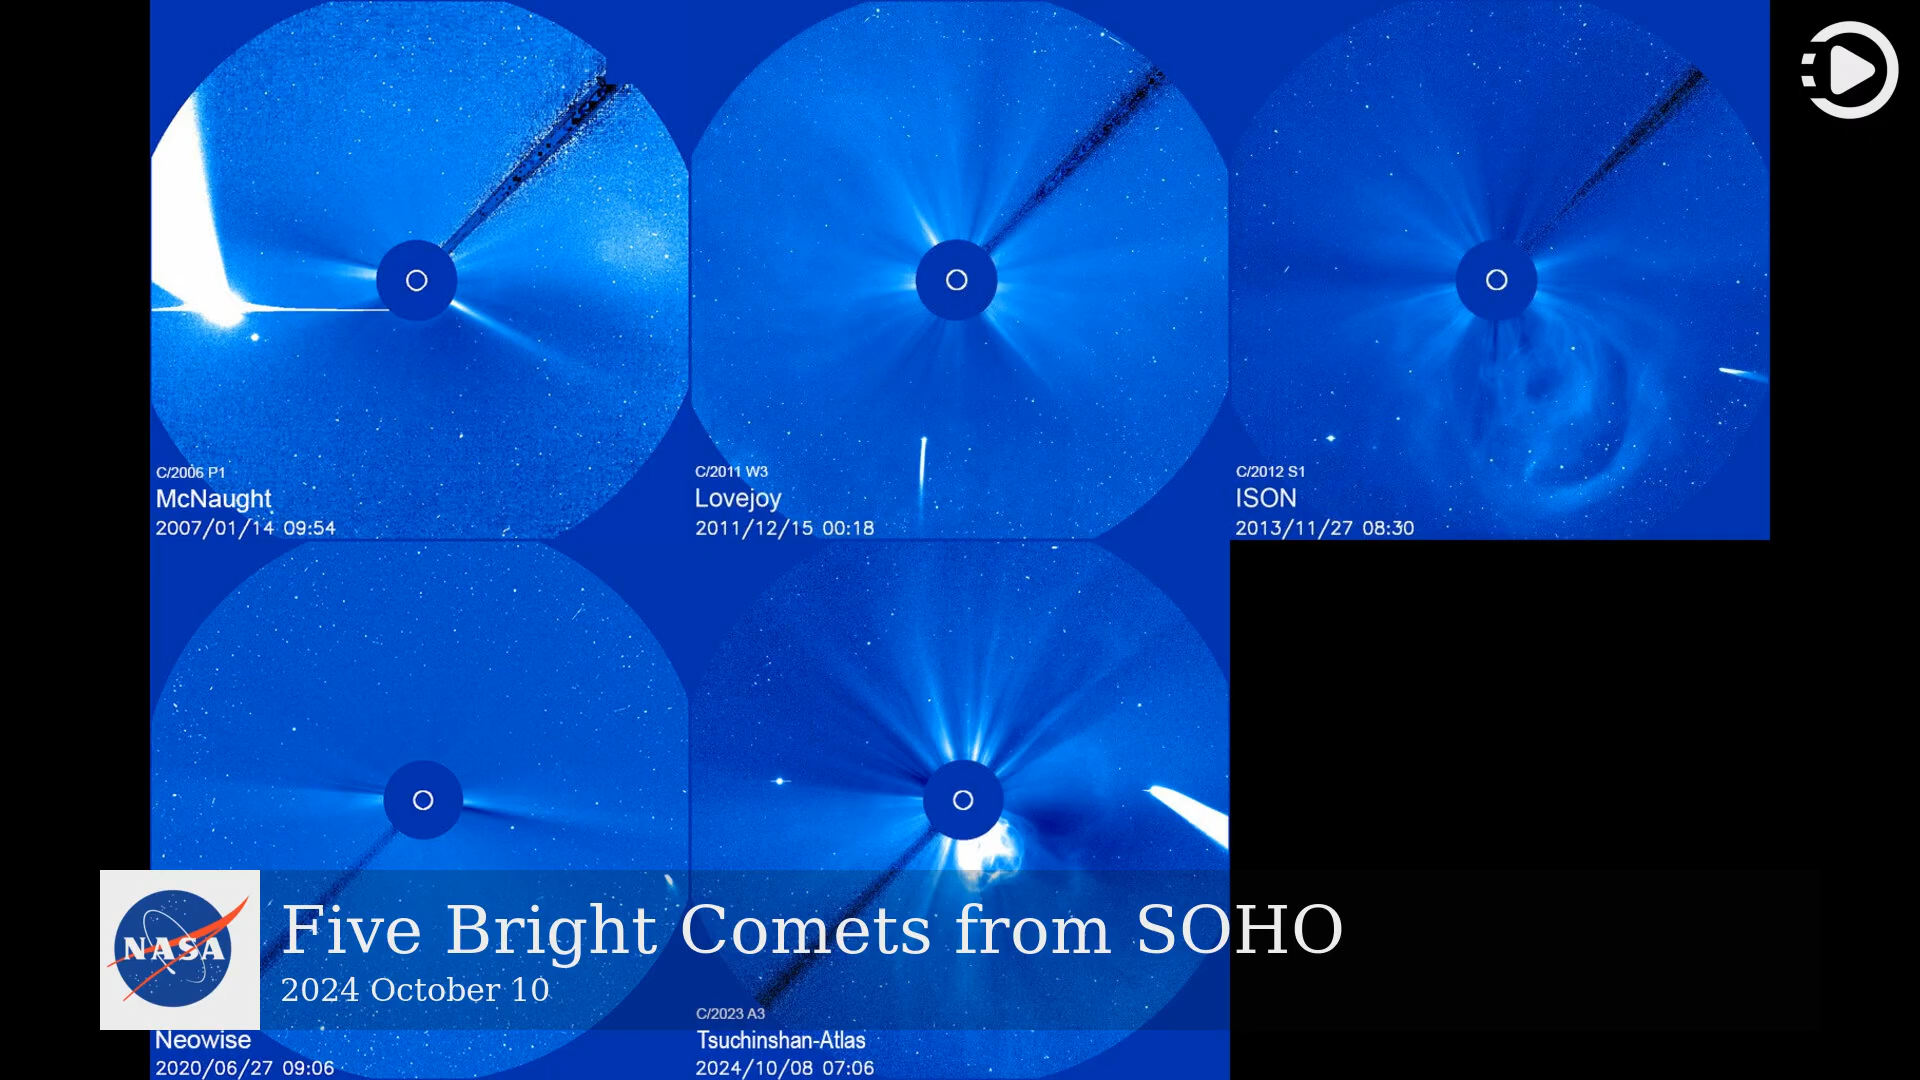 C/2006 P1
McNaught
2007/01/14 09:54
C/2011 W3
Lovejoy
2011/12/15 00:18
C/2012 S1
ISON
2013/11/27 08:30
NASA
Five Bright Comets from SOHO
2024 October 10
Neowise
2020/06/27 09:06
C/2023 A3
Tsuchinshan-Atlas
2024/10/08 07:06